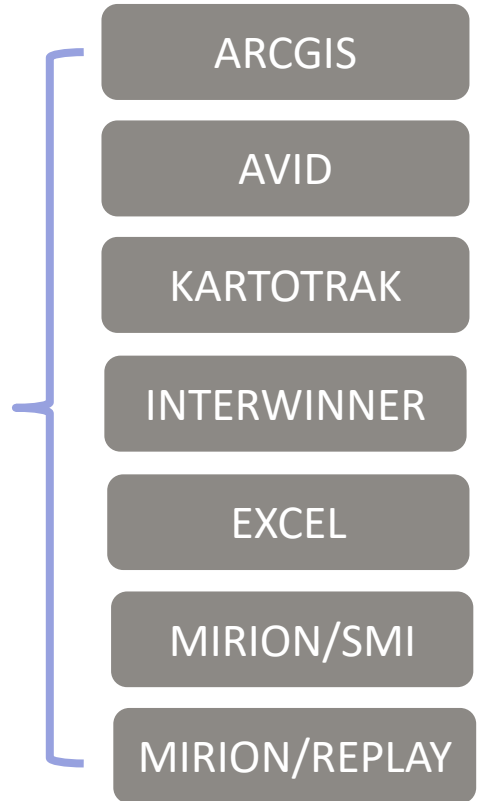 ARCGIS
AVID
KARTOTRAK
INTERWINNER
EXCEL
MIRION/SMI
MIRION/REPLAY